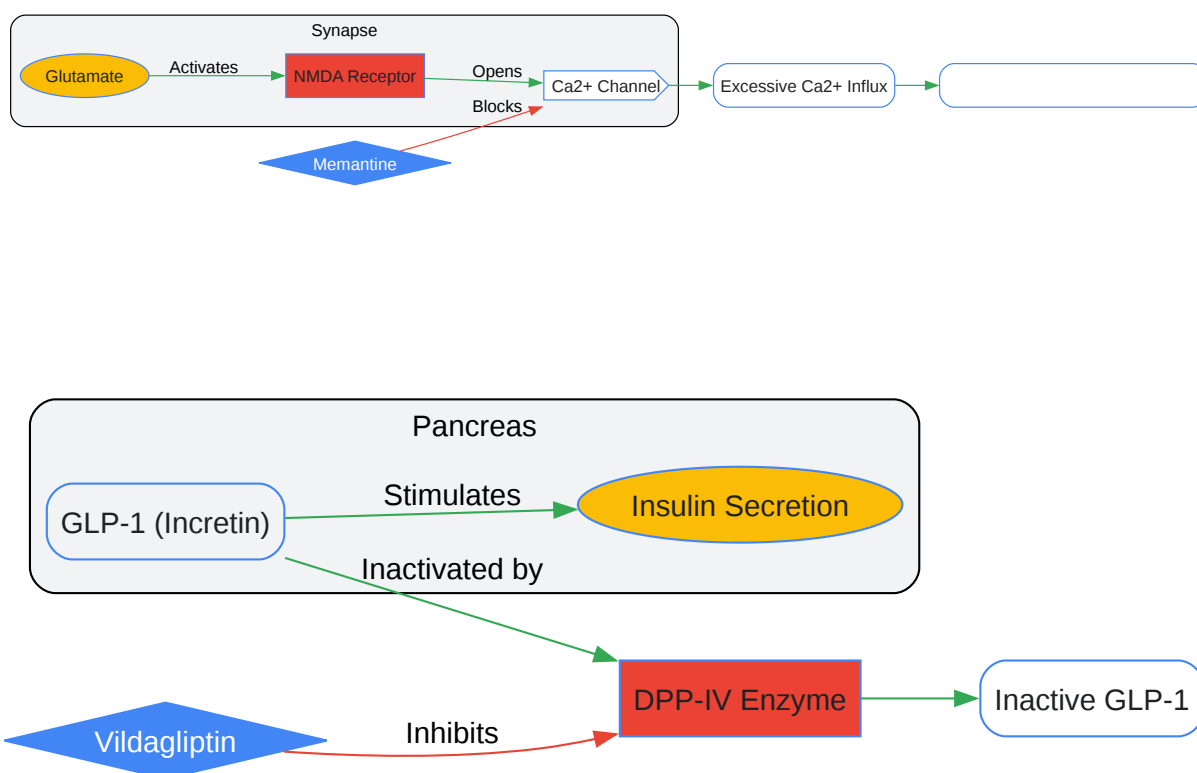 Synapse
Glutamate
Activates
NMDA Receptor
Opens
Ca2+ Channel
Excessive Ca2+ Influx
Blocks
Memantine
Pancreas
GLP-1 (Incretin)
Stimulates
Insulin Secretion
Inactivated by
DPP-IV Enzyme
Inactive GLP-1
Vildagliptin
Inhibits